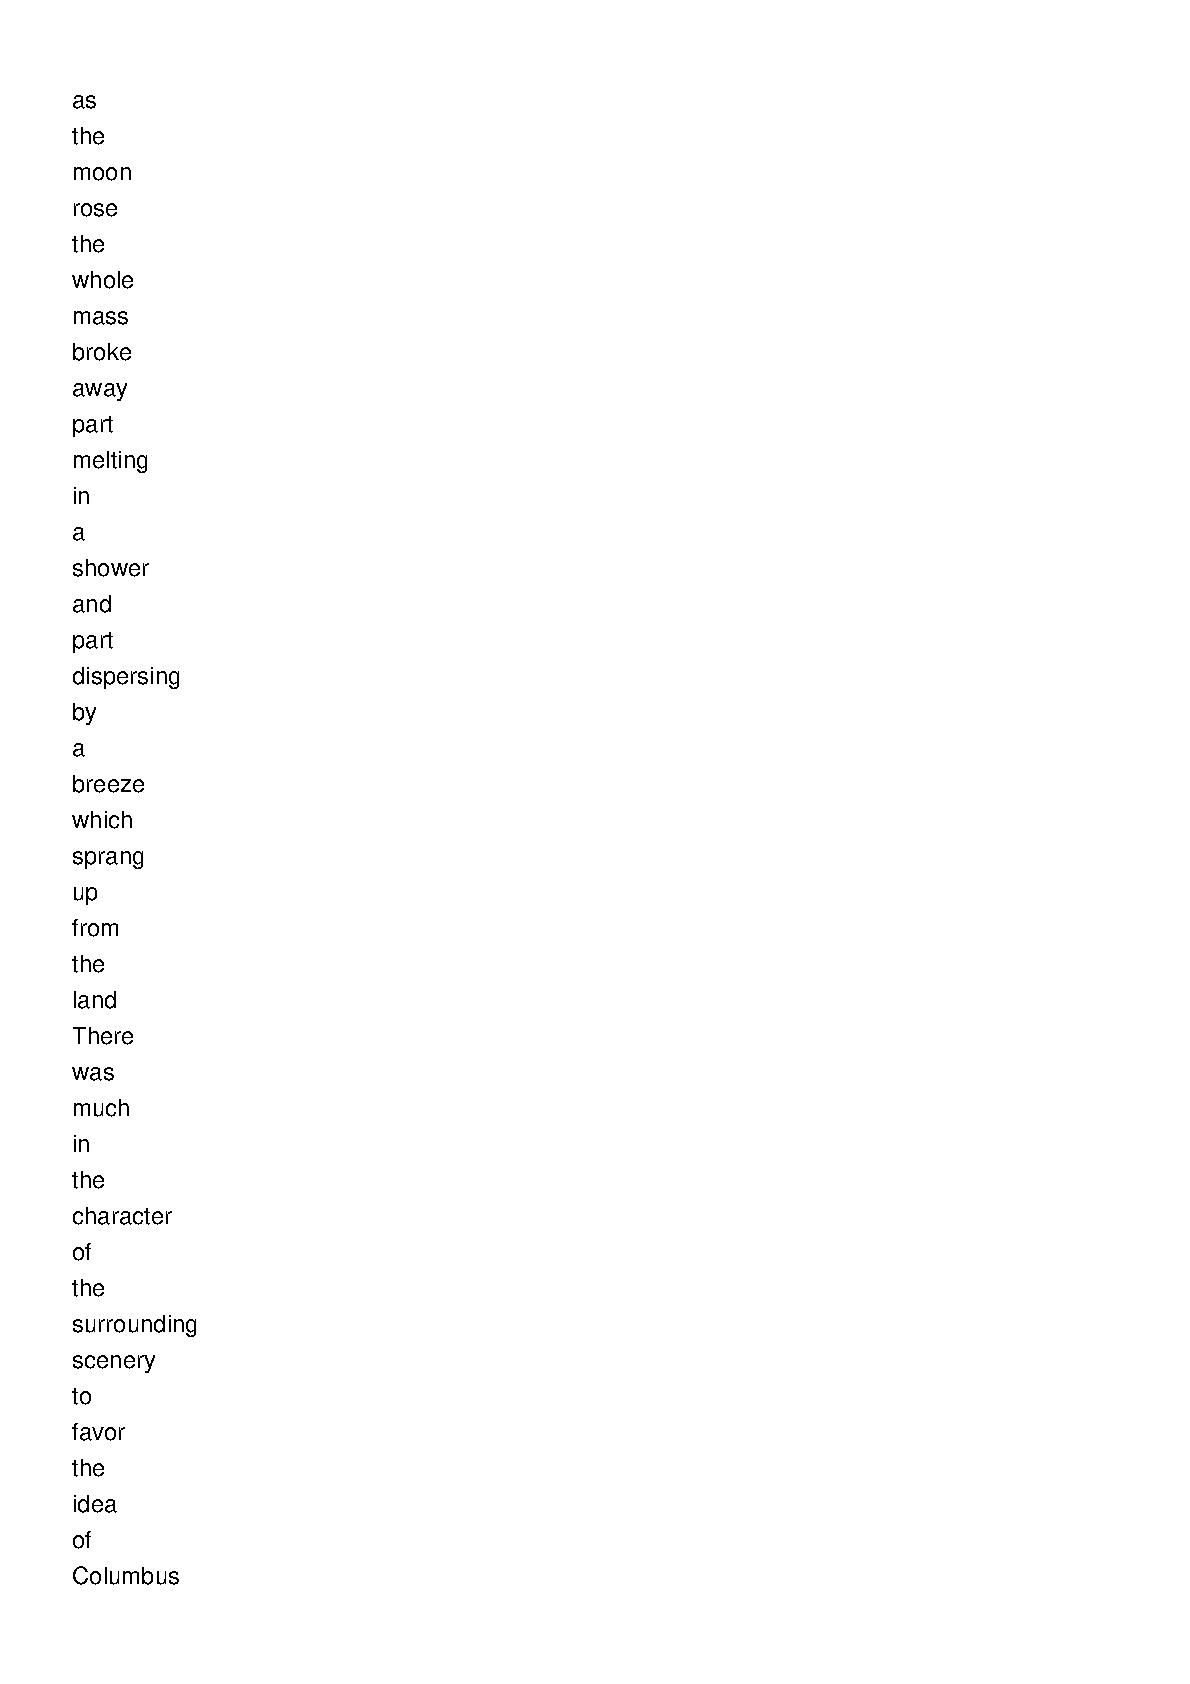 as
the
moon
rose
the
whole
mass
broke
away
part
melting
in
a
shower
and
part
dispersing
by
a
breeze
which
sprang
up
from
the
land
There
was
much
in
the
character
of
the
surrounding
scenery
to
favor
the
idea
of
Columbus